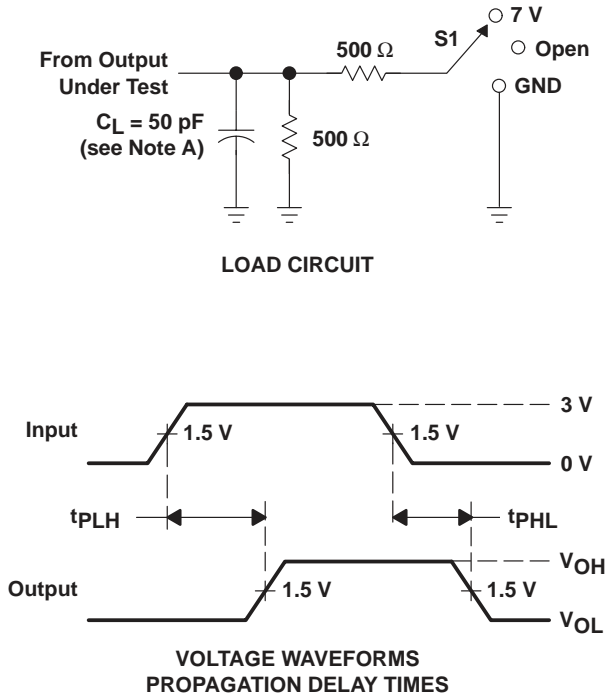 7 V
S1
Open
GND
500 Ω
From Output
Under Test
CL = 50 pF
(see Note A)
500 Ω
LOAD CIRCUIT
3 V
Input
1.5 V
1.5 V
0 V
tPLH
tPHL
VOH
Output
1.5 V
1.5 V
VOL
VOLTAGE WAVEFORMS
PROPAGATION DELAY TIMES